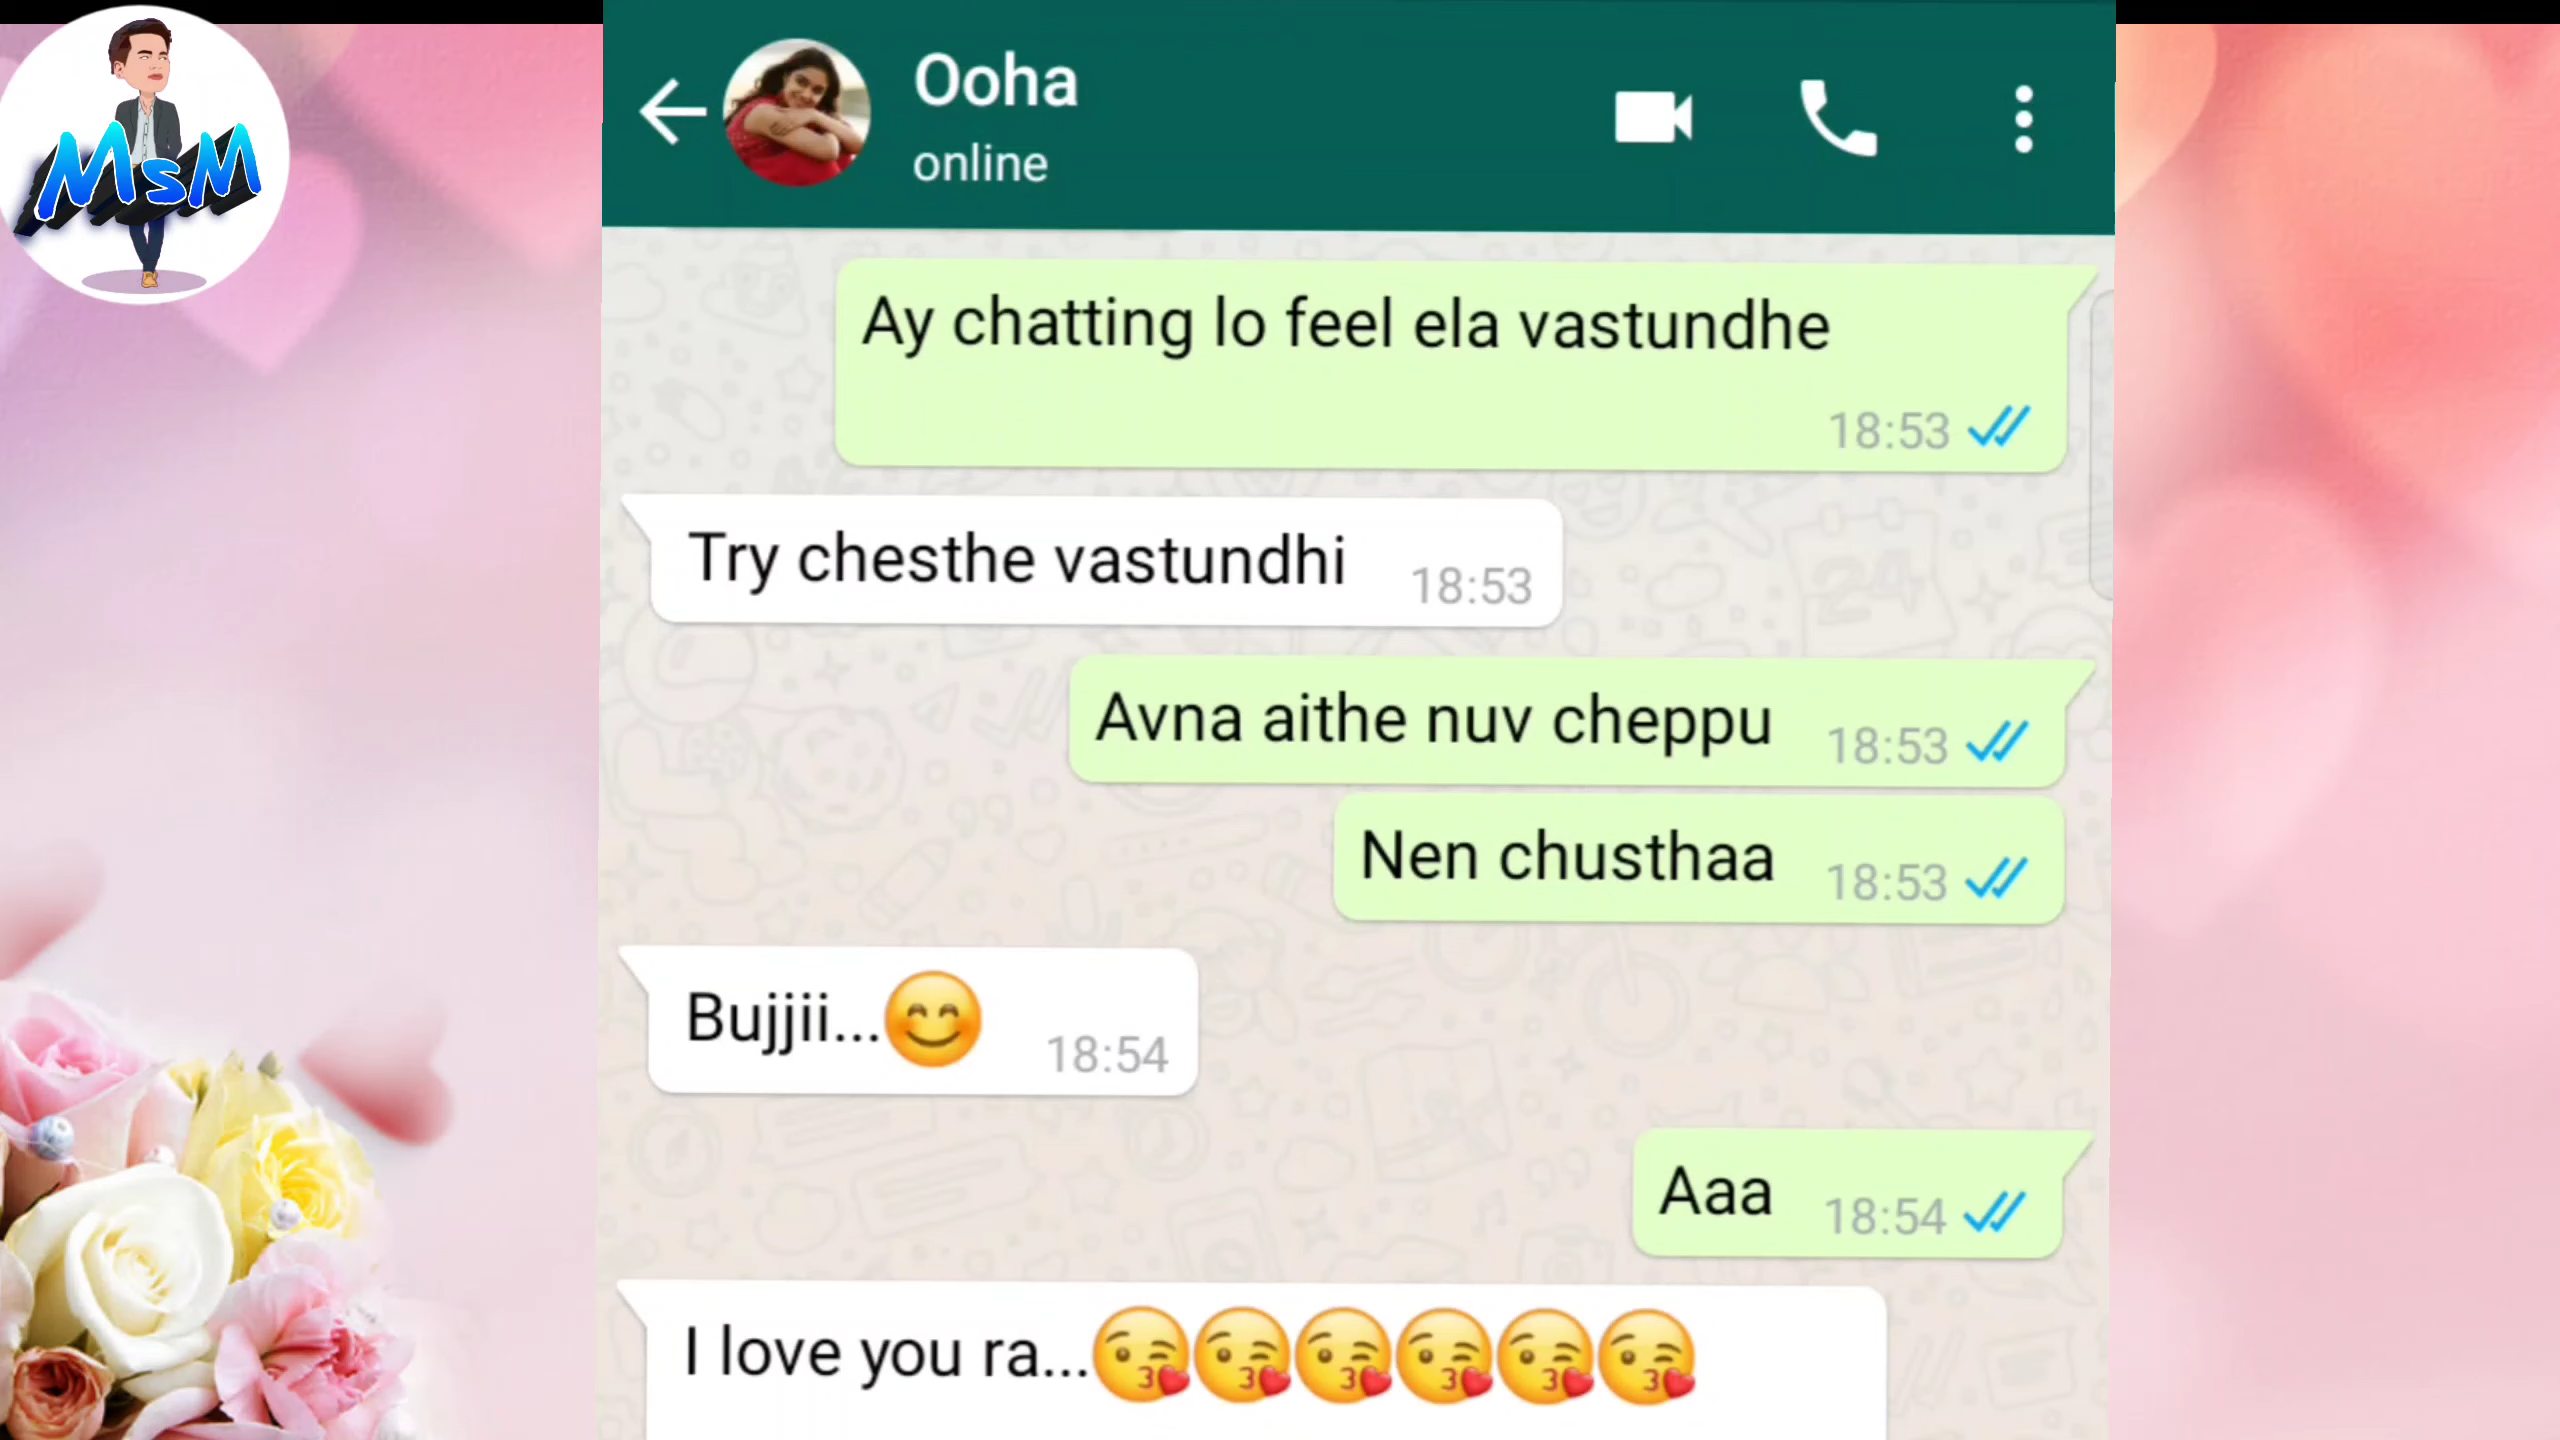 MsM
Ooha
online
Ay chatting lo feel ela vastundhe
18:53
Try chesthe vastundhi 18:53
Avna aithe nuv cheppu 18:53
Nen chusthaa 18:53
Bujjii...😊 18:54
Aaa 18:54
I love you ra...😘😘😘😘😘😘